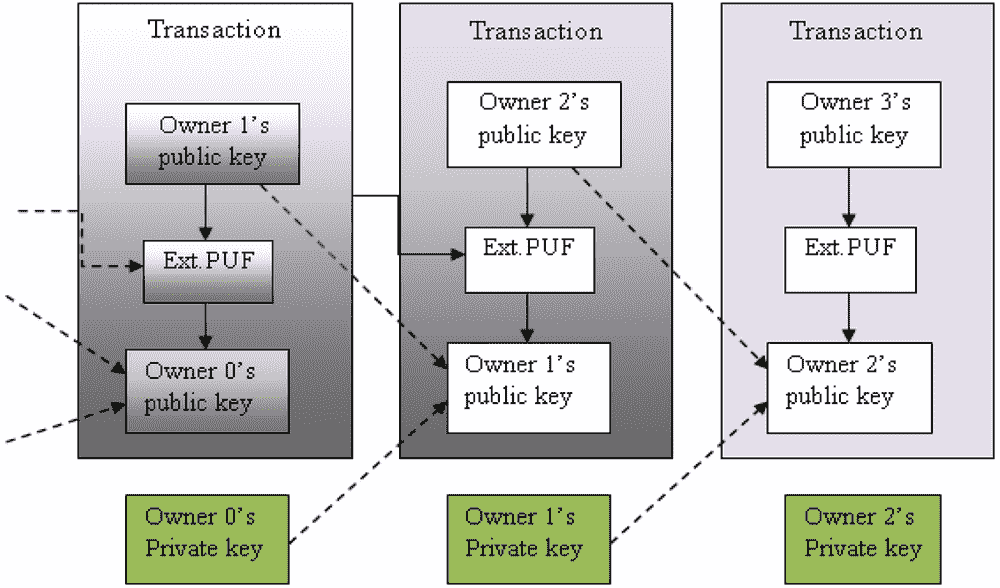 Transaction
Owner 1's
public key
Ext.PUF
Owner 0's
public key
Owner 0's
Private key
Transaction
Owner 2's
public key
Ext.PUF
Owner 1's
public key
Owner 1's
Private key
Transaction
Owner 3's
public key
Ext.PUF
Owner 2's
public key
Owner 2's
Private key